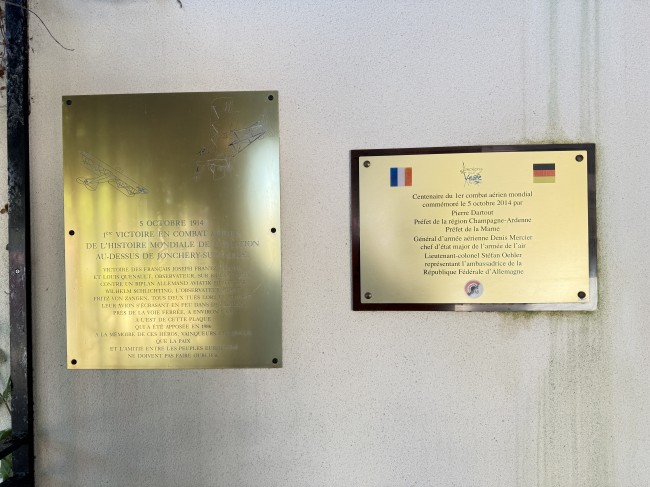 5 OCTOBRE 1914
1re VICTOIRE EN COMBAT
DE L'HISTOIRE MONDIALE DE
AU-DESSUS DE JONCHERY-SUR
VICTOIRE DES FRANÇAIS JOSEPH FRANTZ
ET LOUIS QUENAULT, OBSERVATEUR, SUR
CONTRE UN BIPLAN ALLEMAND AVIATIK
WILHELM SCHLICHTING, L'OBSERVATEUR
FRITZ VON ZANGEN, TOUS DEUX TUÉS LORS
LEUR AVION S'ÉCRASANT EN FEU DANS
PRÈS DE LA VOIE FERRÉE, À ENVIRON
À L'EST DE CETTE PLAQUE
QUI A ÉTÉ APPOSÉE EN 1986
À LA MÉMOIRE DE CES HÉROS, VAINQUEURS
QUE LA PAIX
ET L'AMITIÉ ENTRE LES PEUPLES
NE DOIVENT PAS FAIRE OUBLIER
Vesle
Centenaire du 1er combat aérien mondial
commémoré le 5 octobre 2014 par
Pierre Dartout
Préfet de la région Champagne-Ardenne
Préfet de la Marne
Général d'armée aérienne Denis Mercier
chef d'état major de l'armée de l'air
Lieutenant-colonel Stéfan Oehler
représentant l'ambassadrice de la
République Fédérale d'Allemagne